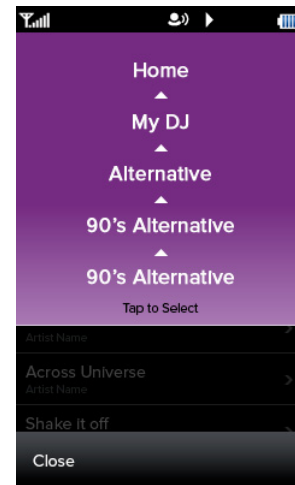 Home
My DJ
Alternative
90's Alternative
90's Alternative
Tap to Select
Artist Name
Across Universe
Artist Name
Shake it off
Close